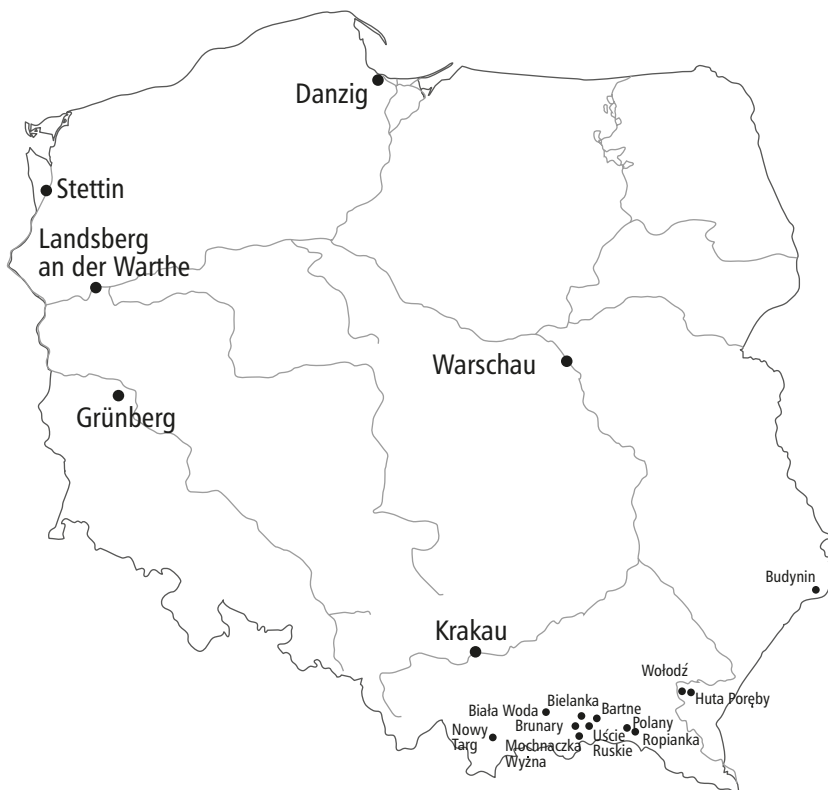 Danzig
Stettin
Landsberg
an der Warthe
Warschau
Grünberg
Budynin
Krakau
Wołodź
Huta Poręby
Biała Woda
Bielanka
Bartne
Brunary
Polany
Nowy
Targ
Mochnaczka
Wyżna
Uście
Ruskie
Ropianka